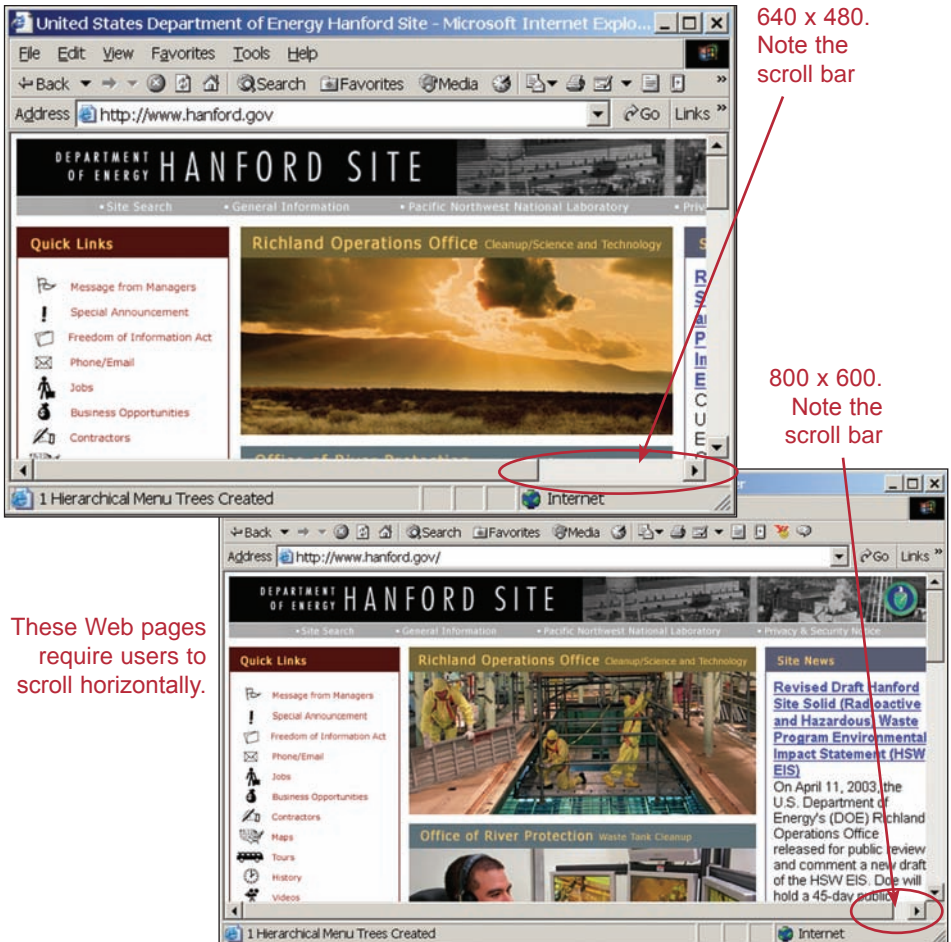 United States Department of Energy Hanford Site - Microsoft Internet Explo...
File Edit View Favorites Tools Help
Back Search Favorites Media »
Address http://www.hanford.gov Go Links »
DEPARTMENT OF ENERGY HANFORD SITE
• Site Search • General Information • Pacific Northwest National Laboratory • Priv
Quick Links
Message from Managers
Special Announcement
Freedom of Information Act
Phone/Email
Jobs
Business Opportunities
Contractors
Richland Operations Office Cleanup/Science and Technology
Office of River Protection
S
R
S
a
P
In
E
C
U
E
1 Hierarchical Menu Trees Created
Internet
640 x 480.
Note the
scroll bar
800 x 600.
Note the
scroll bar
These Web pages
require users to
scroll horizontally.
Back Search Favorites Media
Address http://www.hanford.gov/ Go Links »
DEPARTMENT OF ENERGY HANFORD SITE
• Site Search • General Information • Pacific Northwest National Laboratory • Privacy & Security Notice
Quick Links
Message from Managers
Special Announcement
Freedom of Information Act
Phone/Email
Jobs
Business Opportunities
Contractors
Maps
Tours
History
Videos
Richland Operations Office Cleanup/Science and Technology
Office of River Protection Waste Tank Cleanup
Site News
Revised Draft Hanford
Site Solid (Radioactive
and Hazardous) Waste
Program Environmental
Impact Statement (HSW
EIS)
On April 11, 2003, the
U.S. Department of
Energy's (DOE) Richland
Operations Office
released for public review
and comment a new draft
of the HSW EIS. Doe will
hold a 45-day public
1 Hierarchical Menu Trees Created
Internet